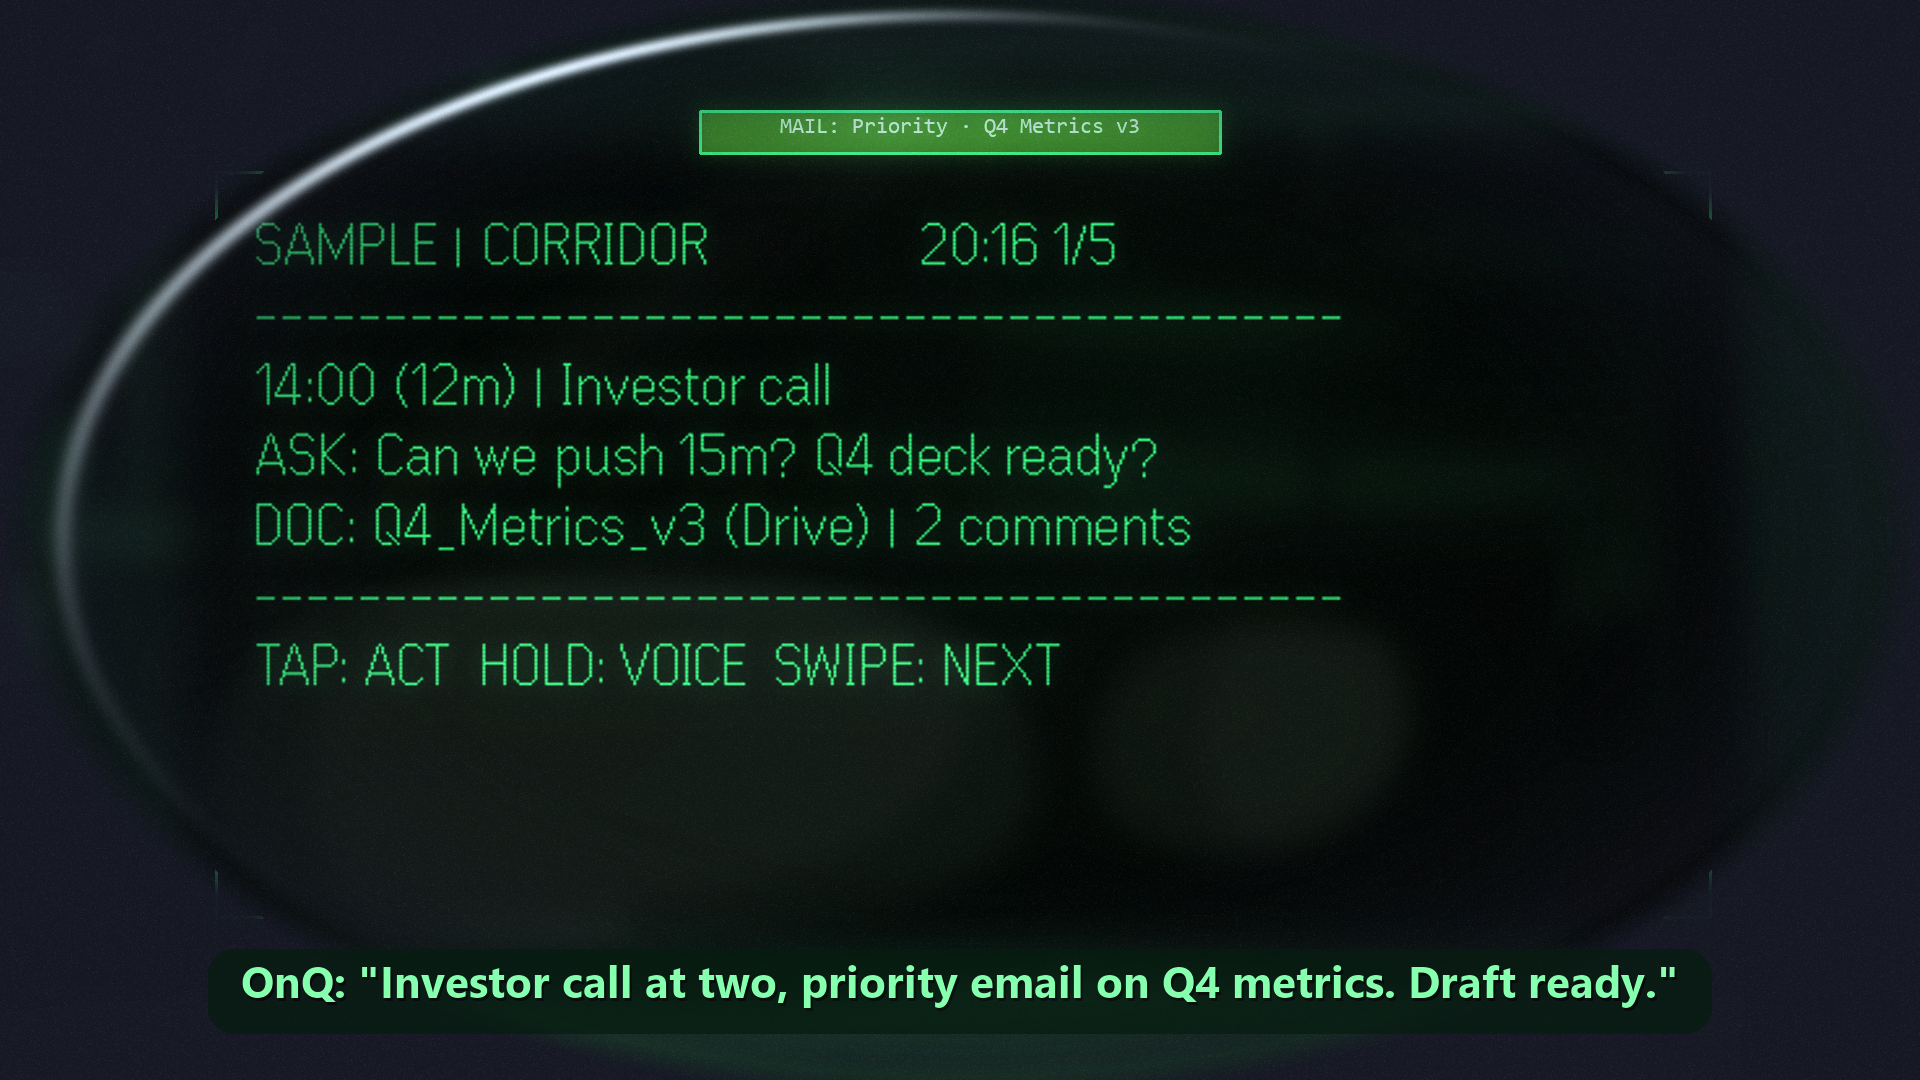 MAIL: Priority · Q4 Metrics v3
SAMPLE | CORRIDOR 20:16 1/5
------------------------------------------
14:00 (12m) | Investor call
ASK: Can we push 15m? Q4 deck ready?
DOC: Q4_Metrics_v3 (Drive) | 2 comments
------------------------------------------
TAP: ACT HOLD: VOICE SWIPE: NEXT
OnQ: "Investor call at two, priority email on Q4 metrics. Draft ready."